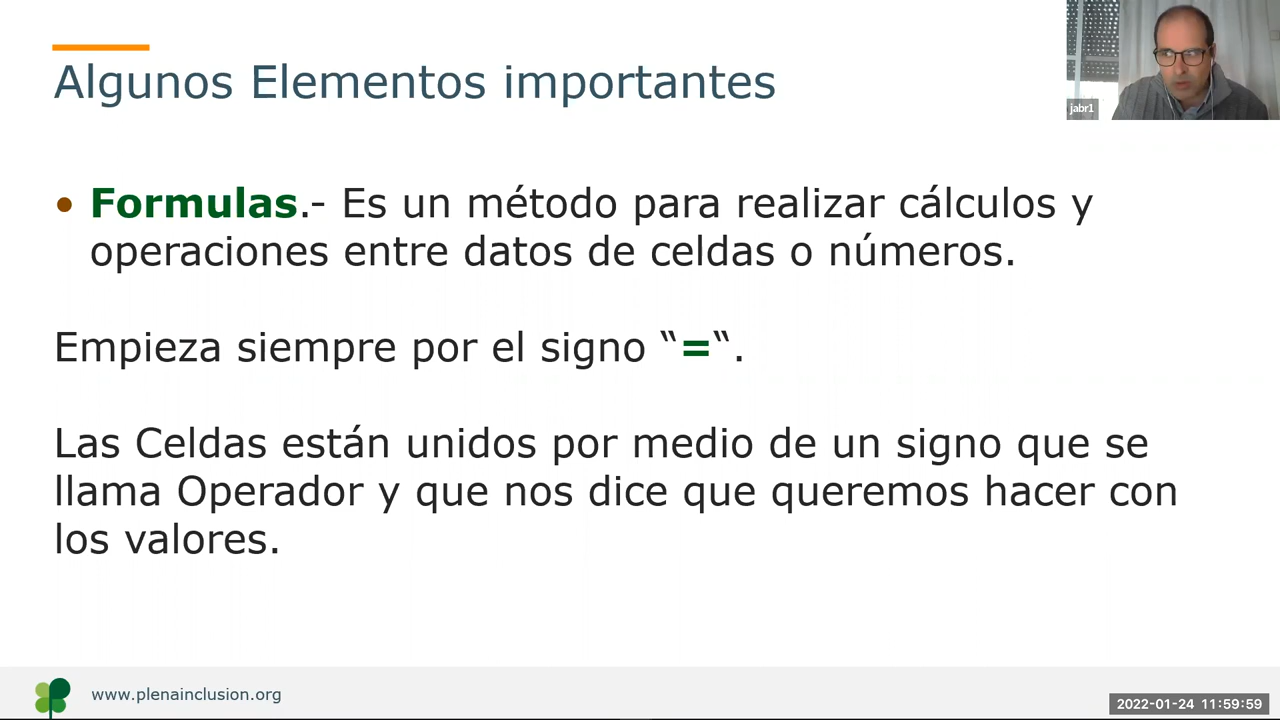 Algunos Elementos importantes
jabr1
• Formulas.- Es un método para realizar cálculos y
operaciones entre datos de celdas o números.
Empieza siempre por el signo “=“.
Las Celdas están unidos por medio de un signo que se
llama Operador y que nos dice que queremos hacer con
los valores.
www.plenainclusion.org
2022-01-24 11:59:59